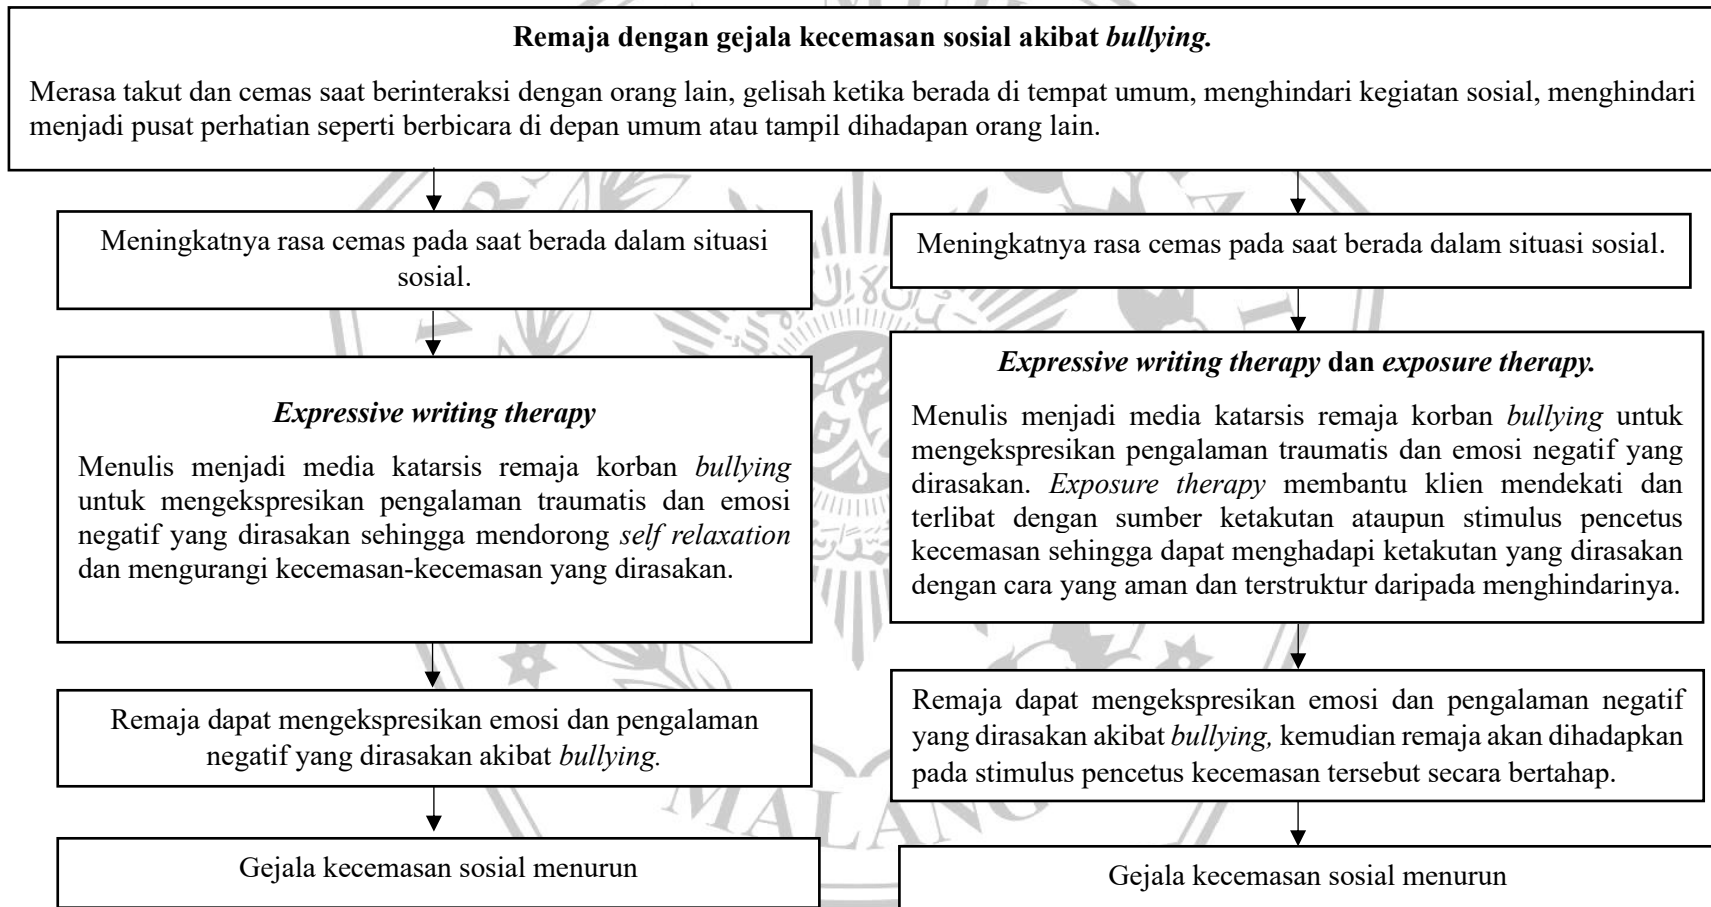 Remaja dengan gejala kecemasan sosial akibat bullying.
Merasa takut dan cemas saat berinteraksi dengan orang lain, gelisah ketika berada di tempat umum, menghindari kegiatan sosial, menghindari
menjadi pusat perhatian seperti berbicara di depan umum atau tampil dihadapan orang lain.
Meningkatnya rasa cemas pada saat berada dalam situasi
sosial.
Expressive writing therapy
Menulis menjadi media katarsis remaja korban bullying
untuk mengekspresikan pengalaman traumatis dan emosi
negatif yang dirasakan sehingga mendorong self relaxation
dan mengurangi kecemasan-kecemasan yang dirasakan.
Remaja dapat mengekspresikan emosi dan pengalaman
negatif yang dirasakan akibat bullying.
Gejala kecemasan sosial menurun
Meningkatnya rasa cemas pada saat berada dalam situasi sosial.
Expressive writing therapy dan exposure therapy.
Menulis menjadi media katarsis remaja korban bullying untuk
mengekspresikan pengalaman traumatis dan emosi negatif yang
dirasakan. Exposure therapy membantu klien mendekati dan
terlibat dengan sumber ketakutan ataupun stimulus pencetus
kecemasan sehingga dapat menghadapi ketakutan yang dirasakan
dengan cara yang aman dan terstruktur daripada menghindarinya.
Remaja dapat mengekspresikan emosi dan pengalaman negatif
yang dirasakan akibat bullying, kemudian remaja akan dihadapkan
pada stimulus pencetus kecemasan tersebut secara bertahap.
Gejala kecemasan sosial menurun
MALANG